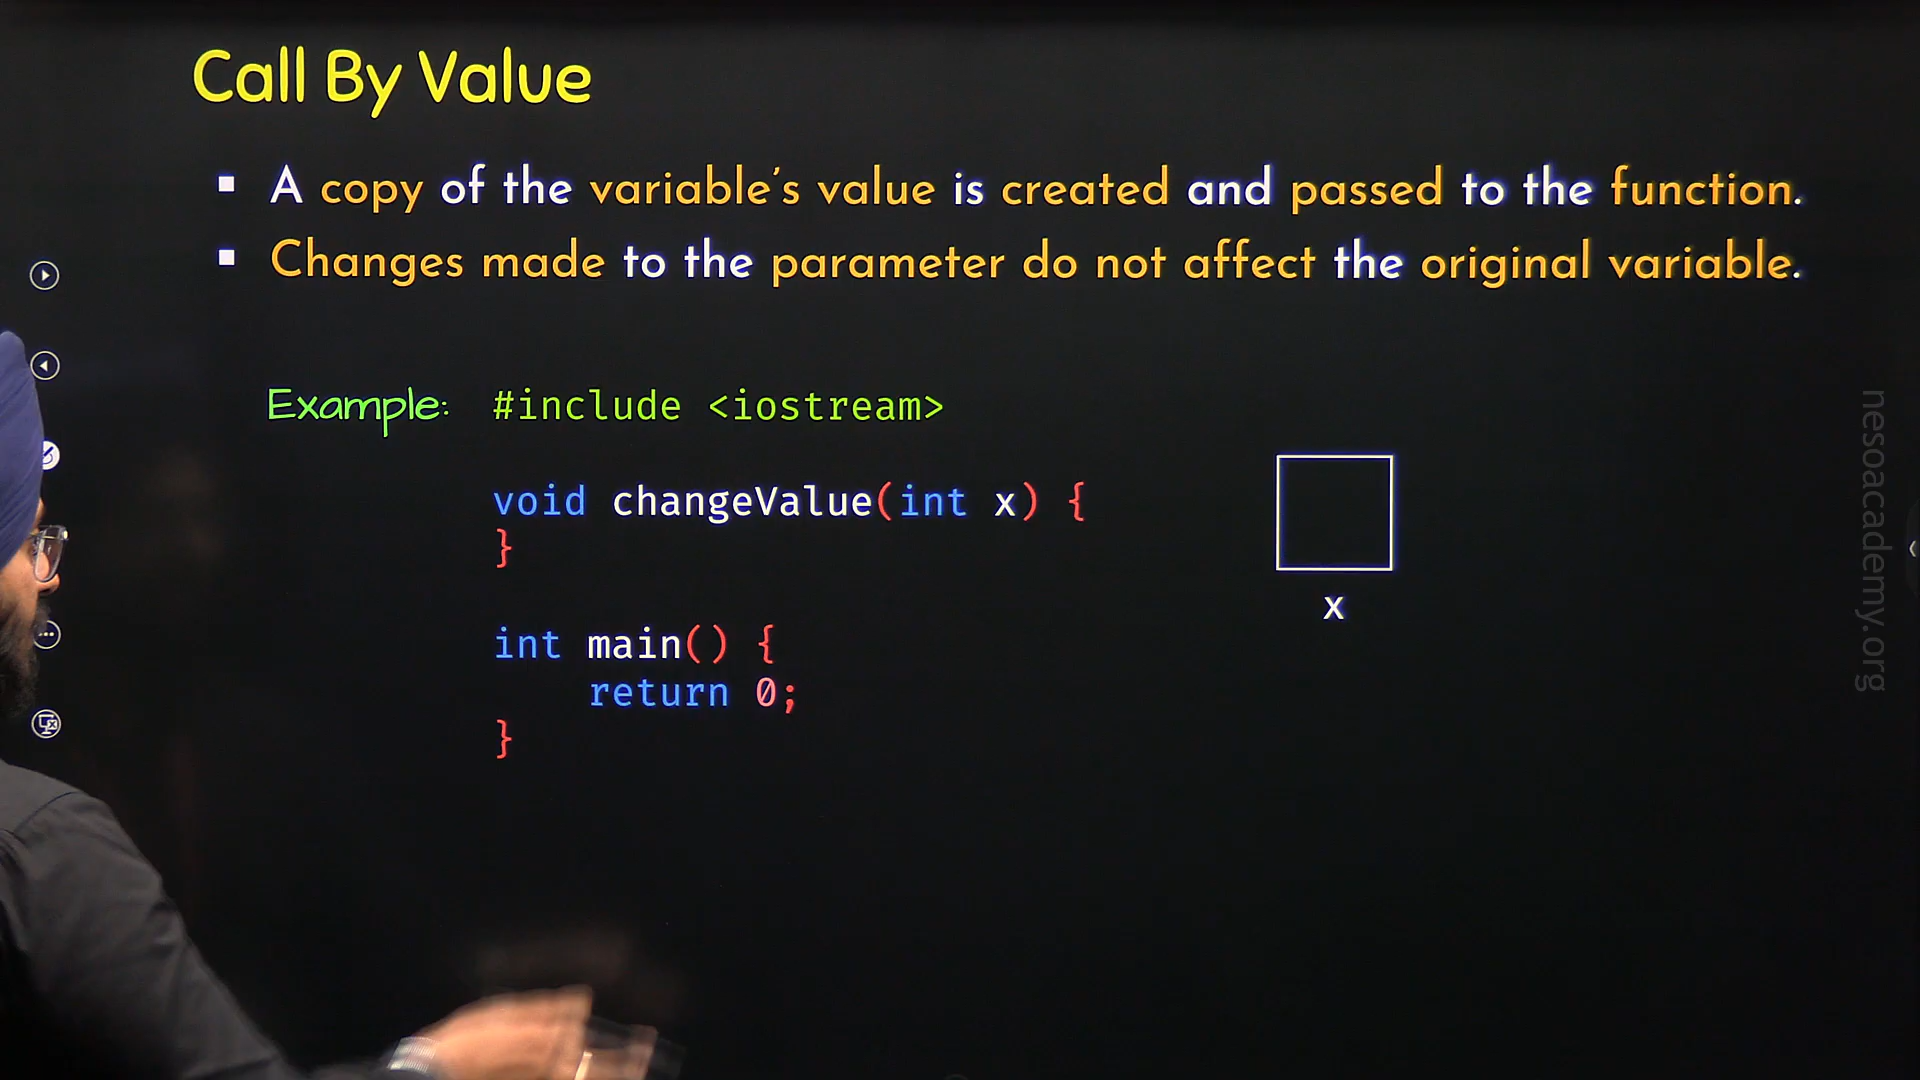 Call By Value
▪ A copy of the variable's value is created and passed to the function.
▪ Changes made to the parameter do not affect the original variable.
Example: #include <iostream>
void changeValue(int x) {
}
int main() {
    return 0;
}
x
nesoacademy.org